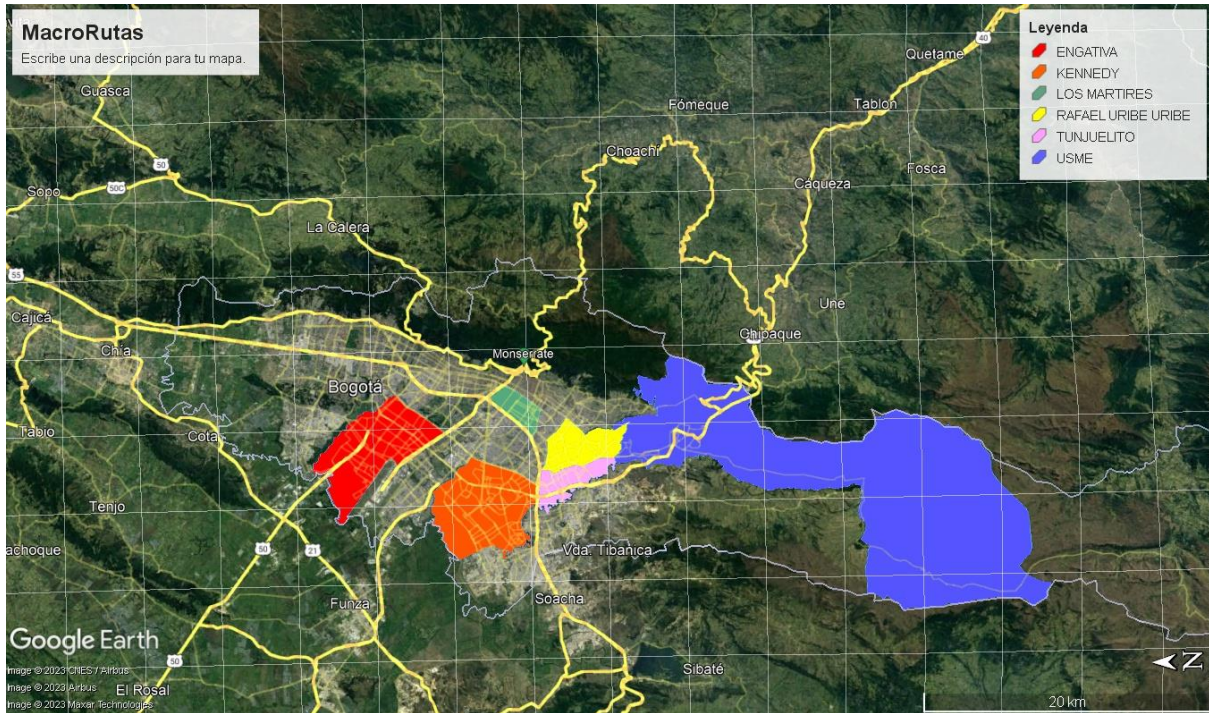 MacroRutas
Escribe una descripción para tu mapa.
Leyenda
ENGATIVA
KENNEDY
LOS MARTIRES
RAFAEL URIBE URIBE
TUNJUELITO
USME
40
Quetame
Guasca
Fómeque
Tablon
Choachí
50
50C
Sopo
Caqueza
Fosca
La Calera
55
Une
Cajicá
Chipaque
Chia
Monserrate
Bogotá
Tabio
Cota
Tenjo
achoque
50
21
Vda. Tibanica
Funza
Soacha
Google Earth
50
Sibaté
Image © 2023 CNES / Airbus
Image © 2023 Airbus
El Rosal
Image © 2023 Maxar Technologies
Z
20 km